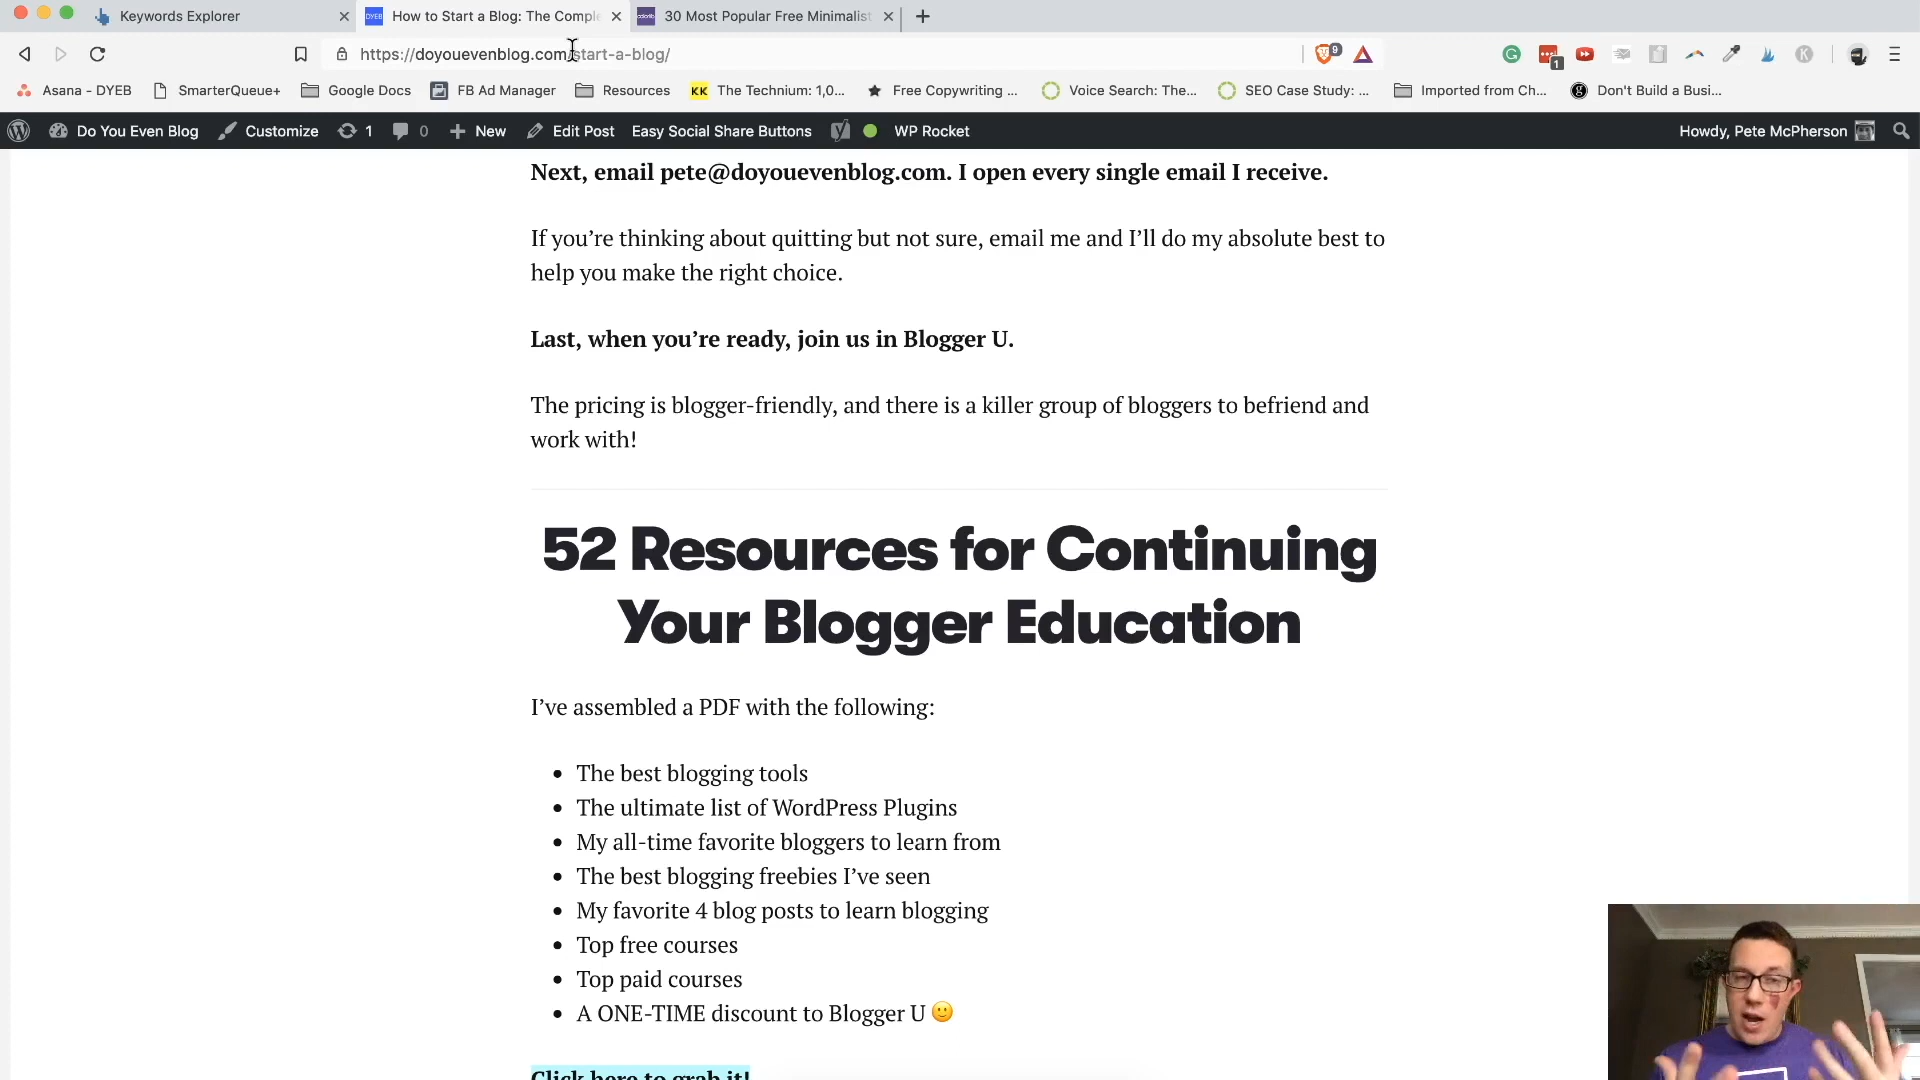 Keywords Explorer
How to Start a Blog: The Comple
30 Most Popular Free Minimalist
https://doyouevenblog.com/start-a-blog/
9
1
Asana - DYEB
SmarterQueue+
Google Docs
FB Ad Manager
Resources
KK
The Technium: 1,0...
Free Copywriting ...
Voice Search: The...
SEO Case Study: ...
Imported from Ch...
Don't Build a Busi...
Do You Even Blog
Customize
1
0
New
Edit Post
Easy Social Share Buttons
WP Rocket
Howdy, Pete McPherson
Next, email pete@doyouevenblog.com. I open every single email I receive.
If you’re thinking about quitting but not sure, email me and I’ll do my absolute best to
help you make the right choice.
Last, when you’re ready, join us in Blogger U.
The pricing is blogger-friendly, and there is a killer group of bloggers to befriend and
work with!
52 Resources for Continuing
Your Blogger Education
I’ve assembled a PDF with the following:
• The best blogging tools
• The ultimate list of WordPress Plugins
• My all-time favorite bloggers to learn from
• The best blogging freebies I’ve seen
• My favorite 4 blog posts to learn blogging
• Top free courses
• Top paid courses
• A ONE-TIME discount to Blogger U 🙂
Click here to grab it!